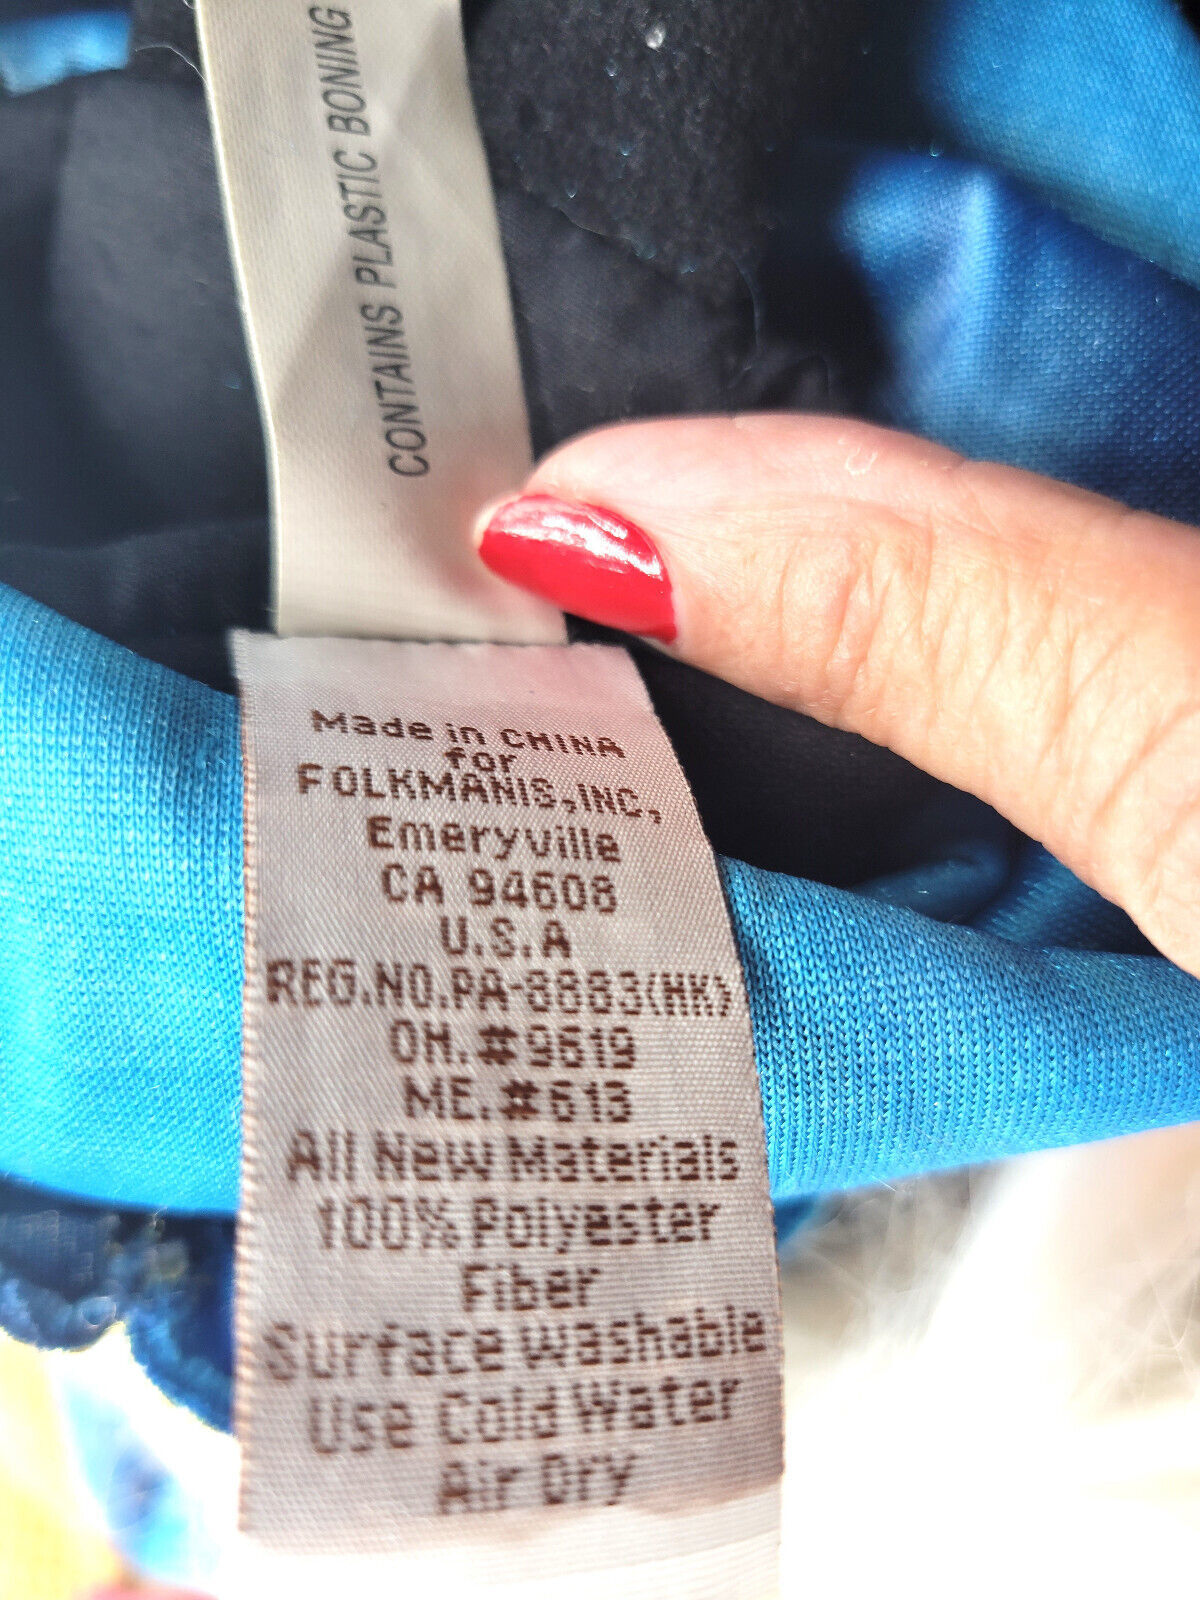 CONTAINS PLASTIC BONING
Made in CHINA
for
FOLKMANIS,INC,
Emeryville
CA 94608
U.S.A
REG.NO.PA-8883(HK)
OH.#9619
ME.#613
All New Materials
100% Polyester
Fiber
Surface Washable
Use Cold Water
Air Dry